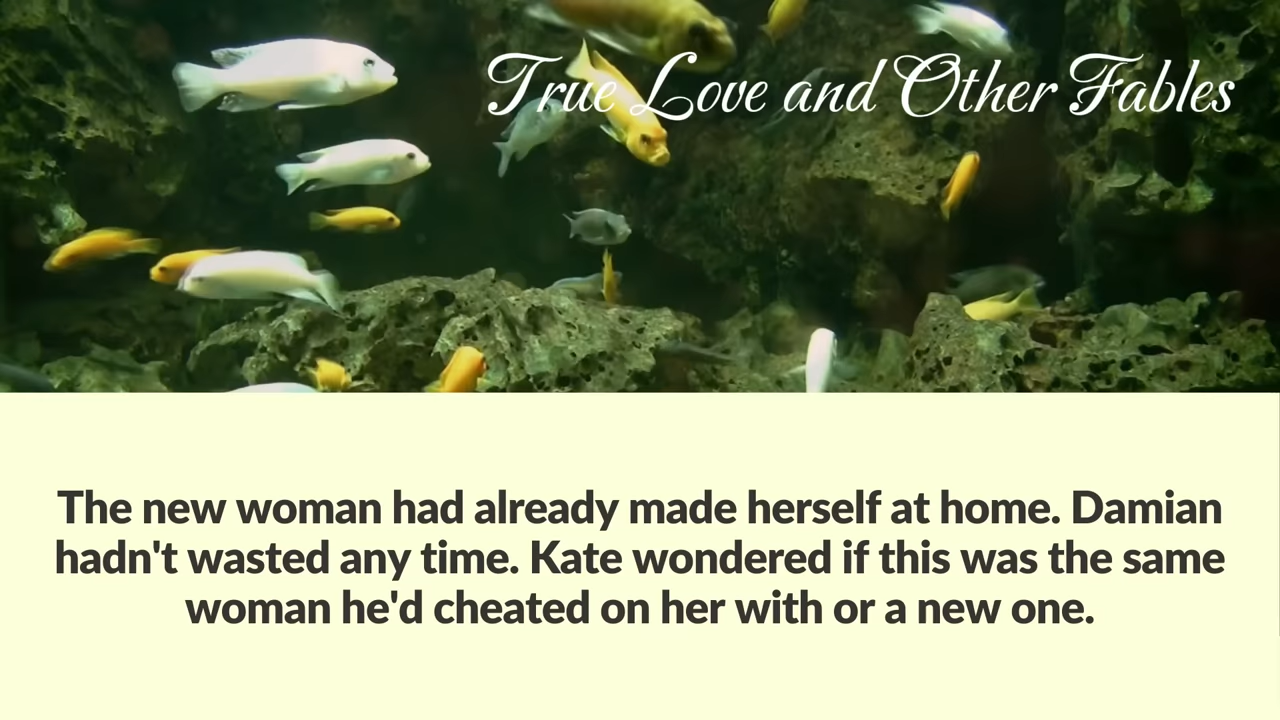 True Love and Other Fables
The new woman had already made herself at home. Damian
hadn't wasted any time. Kate wondered if this was the same
woman he'd cheated on her with or a new one.